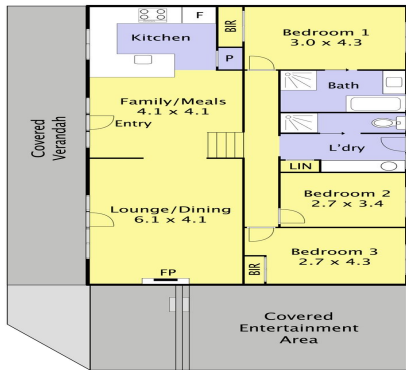 F
BIR
Bedroom 1
3.0 x 4.3
Kitchen
P
Bath
Family/Meals
4.1 x 4.1
Entry
L'dry
LIN
Covered
Verandah
Bedroom 2
2.7 x 3.4
Lounge/Dining
6.1 x 4.1
Bedroom 3
2.7 x 4.3
BIR
FP
Covered
Entertainment
Area